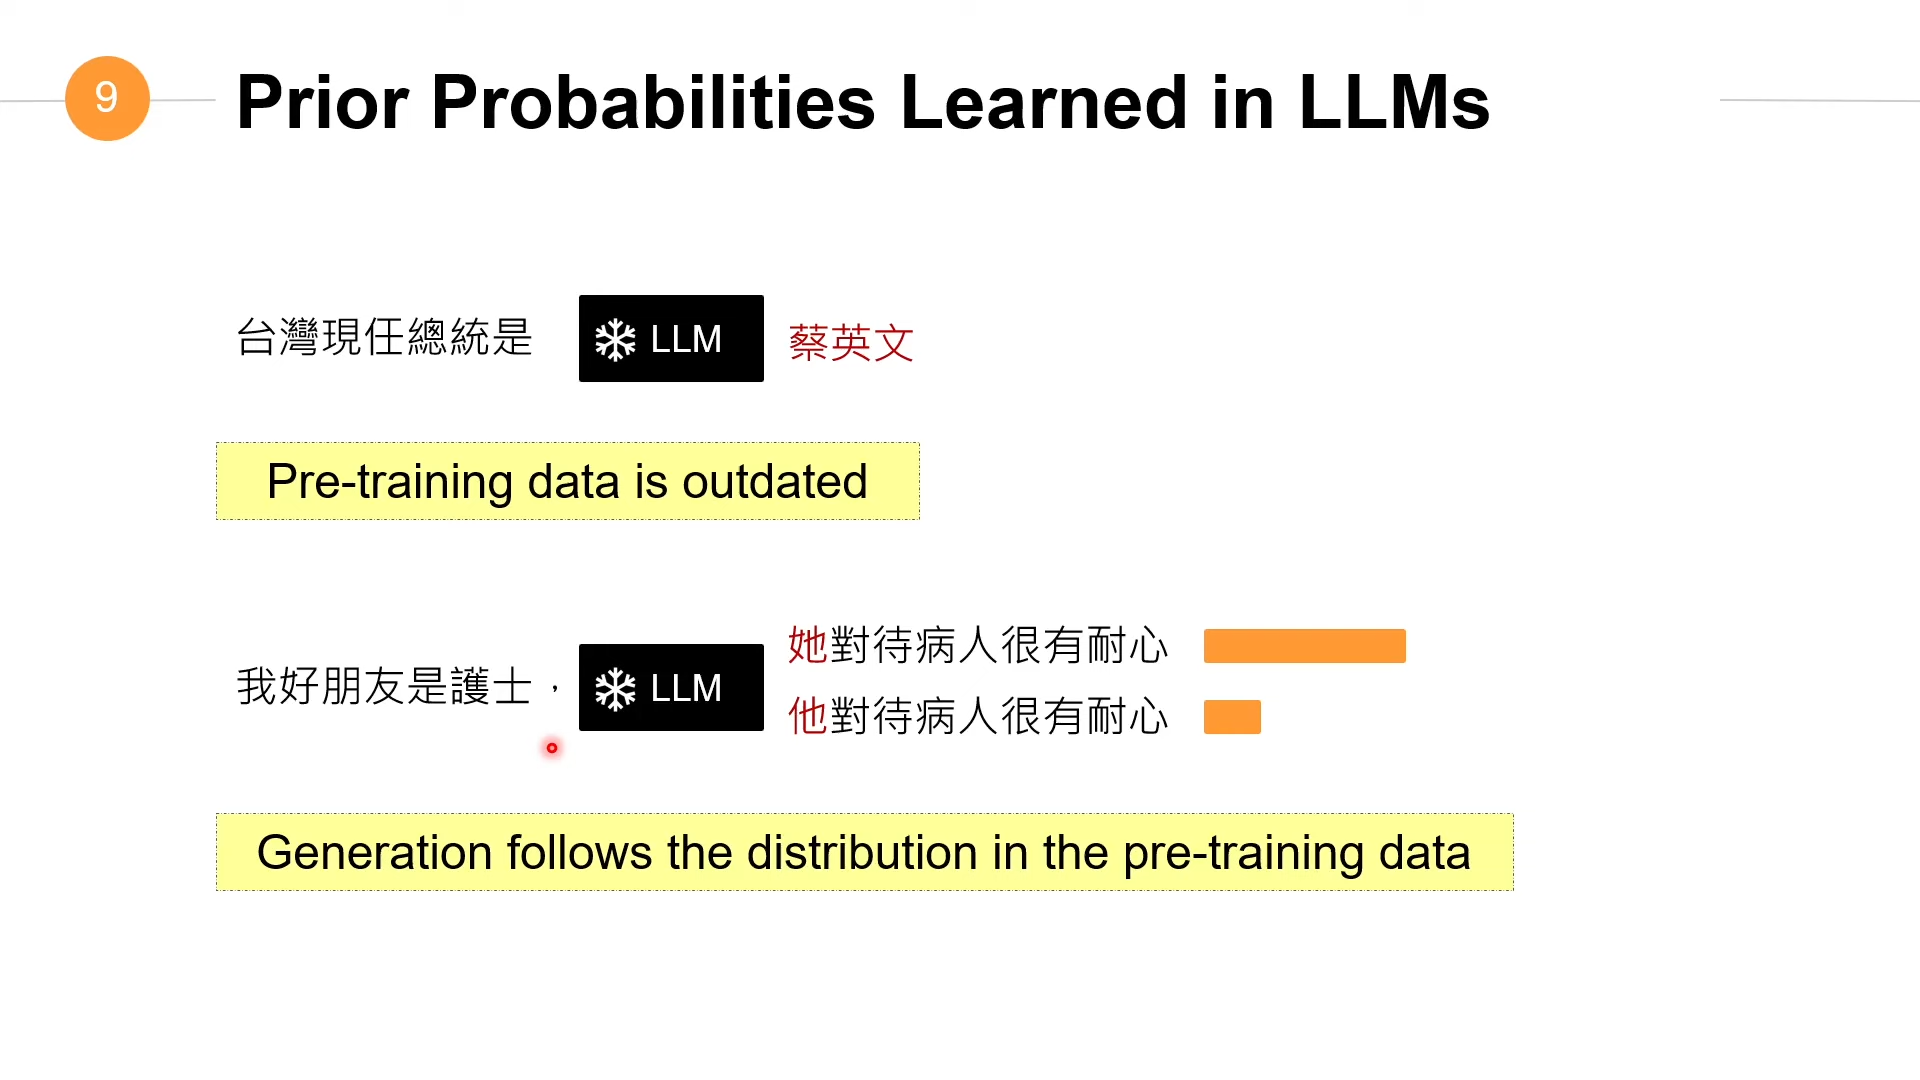 9
Prior Probabilities Learned in LLMs
台灣現任總統是 LLM 蔡英文
Pre-training data is outdated
我好朋友是護士， LLM
她對待病人很有耐心
他對待病人很有耐心
Generation follows the distribution in the pre-training data